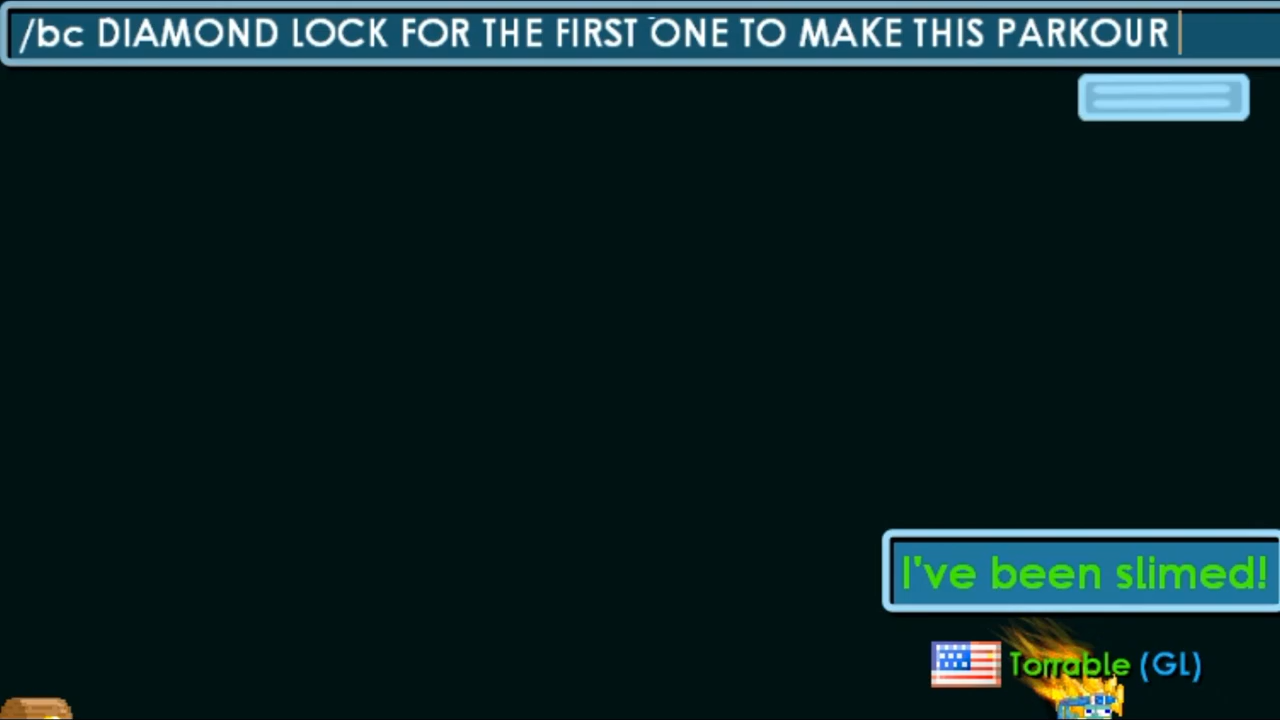 /bc DIAMOND LOCK FOR THE FIRST ONE TO MAKE THIS PARKOUR
I've been slimed!
Torrable (GL)